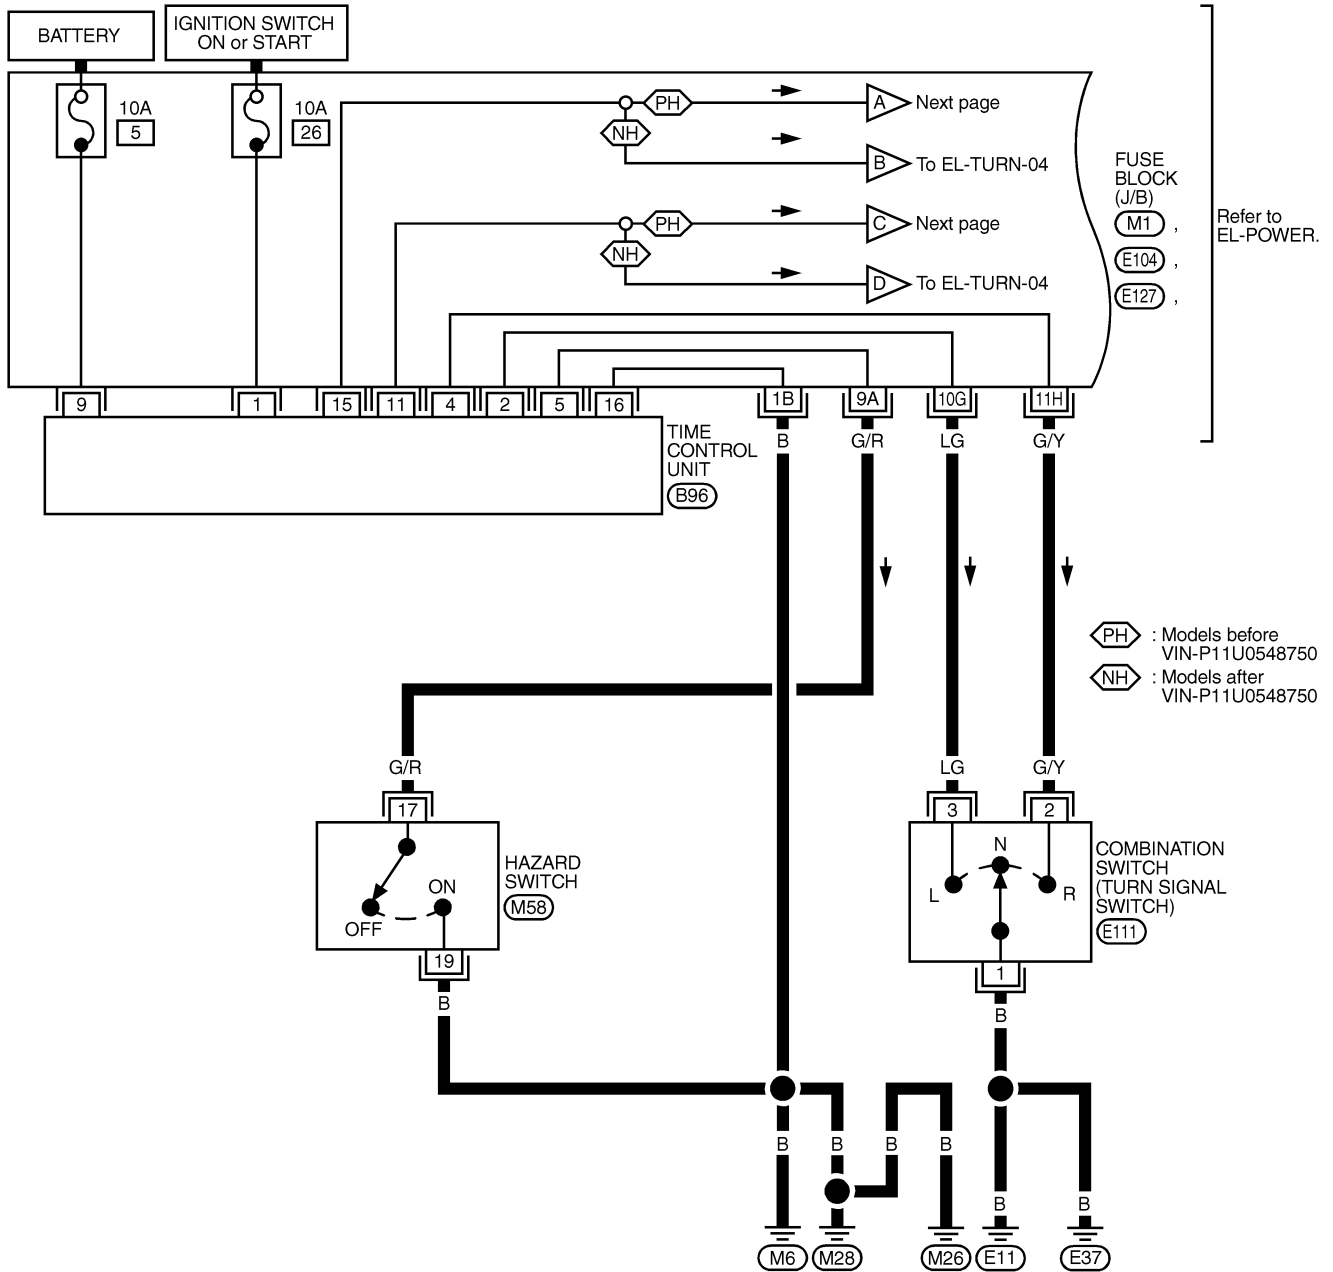 BATTERY
IGNITION SWITCH
ON or START
10A
5
10A
26
PH
A
Next page
NH
B
To EL-TURN-04
PH
C
Next page
NH
D
To EL-TURN-04
FUSE
BLOCK
(J/B)
M1 ,
E104 ,
E127 ,
Refer to
EL-POWER.
9
1
15
11
4
2
5
16
1B
9A
10G
11H
TIME
CONTROL
UNIT
B96
B
G/R
LG
G/Y
PH : Models before
VIN-P11U0548750
NH : Models after
VIN-P11U0548750
G/R
LG
G/Y
17
3
2
HAZARD
SWITCH
M58
ON
OFF
19
B
N
L
R
COMBINATION
SWITCH
(TURN SIGNAL
SWITCH)
E111
1
B
B
B
B
B
B
B
M6
M28
M26
E11
E37